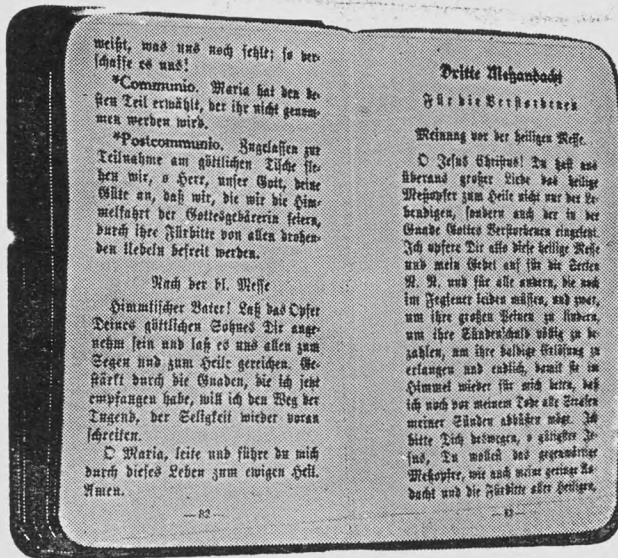 weißt, was uns noch fehlt; so ver-
schaffe es uns!
*Communio. Maria hat den be-
sten Teil erwählt, der ihr nicht genom-
men werden wird.
*Postcommunio. Zugelassen zur
Teilnahme am göttlichen Tische fle-
hen wir, o Herr, unser Gott, deine
Güte an, daß wir, die wir die Him-
melfahrt der Gottesgebärerin feiern,
durch ihre Fürbitte von allen drohen-
den Uebeln befreit werden.
Nach der hl. Messe
Himmlischer Vater! Laß das Opfer
Deines göttlichen Sohnes Dir ange-
nehm sein und laß es uns allen zum
Segen und zum Heile gereichen. Ge-
stärkt durch die Gnaden, die ich jetzt
empfangen habe, will ich den Weg der
Tugend, der Seligkeit wieder voran
schreiten.
O Maria, leite und führe du mich
durch dieses Leben zum ewigen Heil.
Amen.
— 82 —
Dritte Meßandacht
Für die Verstorbenen
Meinung vor der heiligen Messe.
O Jesus Christus! Du hast aus
überaus großer Liebe das heilige
Meßopfer zum Heile nicht nur der Le-
bendigen, sondern auch der in der
Gnade Gottes Verstorbenen eingesetzt.
Ich opfere Dir also diese heilige Messe
und mein Gebet auf für die Seelen
N. N. und für alle andern, die noch
im Fegfeuer leiden müssen, und zwar,
um ihre großen Peinen zu lindern,
um ihre Sündenschuld völlig zu be-
zahlen, um ihre baldige Erlösung zu
erlangen und endlich, damit sie im
Himmel wieder für mich beten, daß
ich noch vor meinem Tode alle Strafen
meiner Sünden abbüßen möge. Ich
bitte Dich deswegen, o gütigster Je-
sus, Du wollest das gegenwärtige
Meßopfer, wie auch meine geringe An-
dacht und die Fürbitte aller Heiligen,
— 83 —